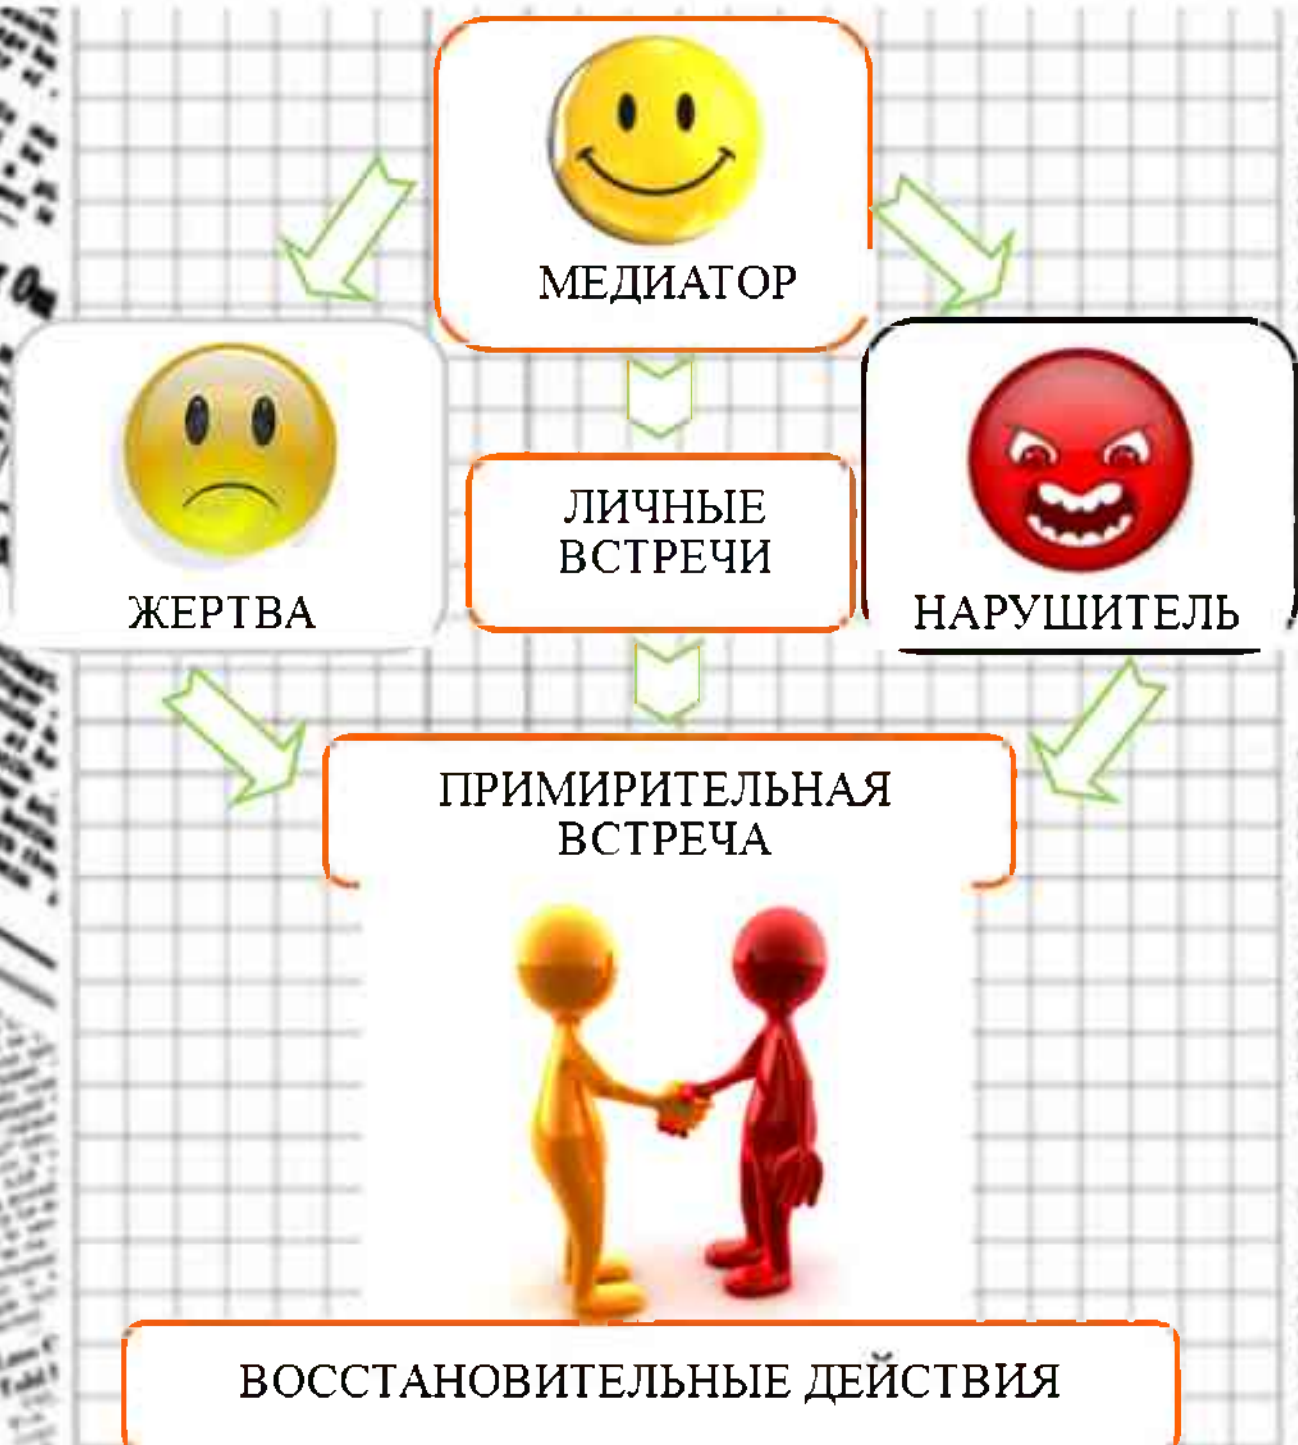 МЕДИАТОР
ЖЕРТВА
ЛИЧНЫЕ
ВСТРЕЧИ
НАРУШИТЕЛЬ
ПРИМИРИТЕЛЬНАЯ
ВСТРЕЧА
ВОССТАНОВИТЕЛЬНЫЕ ДЕЙСТВИЯ